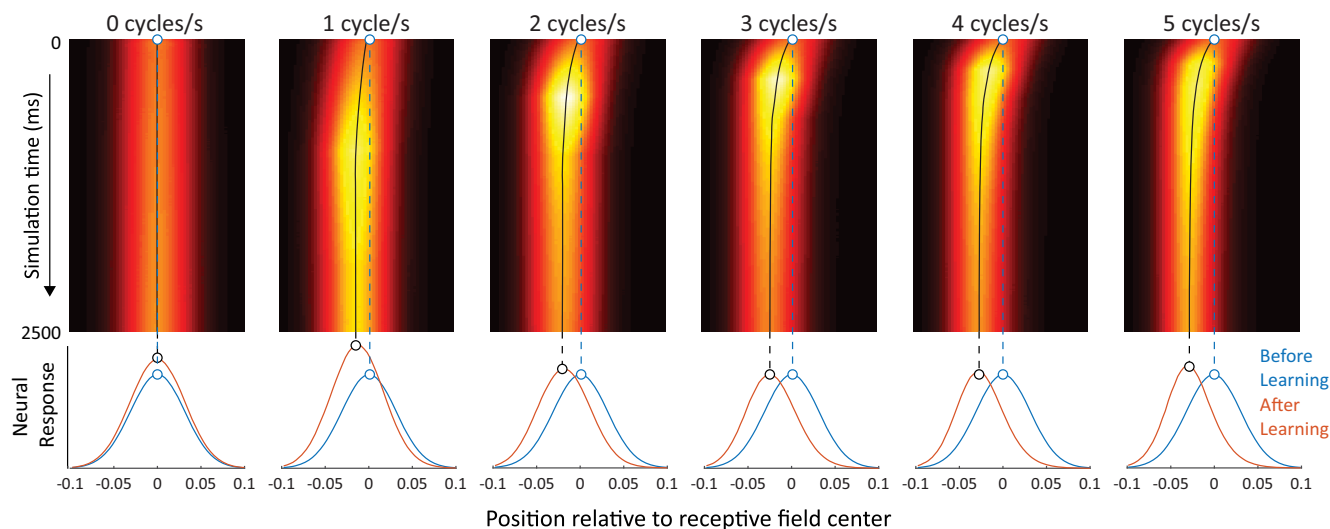 0 cycles/s 1 cycle/s 2 cycles/s 3 cycles/s 4 cycles/s 5 cycles/s
0
Simulation time (ms)
2500
Neural
Response
Before
Learning
After
Learning
-0.1 -0.05 0 0.05 0.1 -0.1 -0.05 0 0.05 0.1 -0.1 -0.05 0 0.05 0.1 -0.1 -0.05 0 0.05 0.1 -0.1 -0.05 0 0.05 0.1 -0.1 -0.05 0 0.05 0.1
Position relative to receptive field center